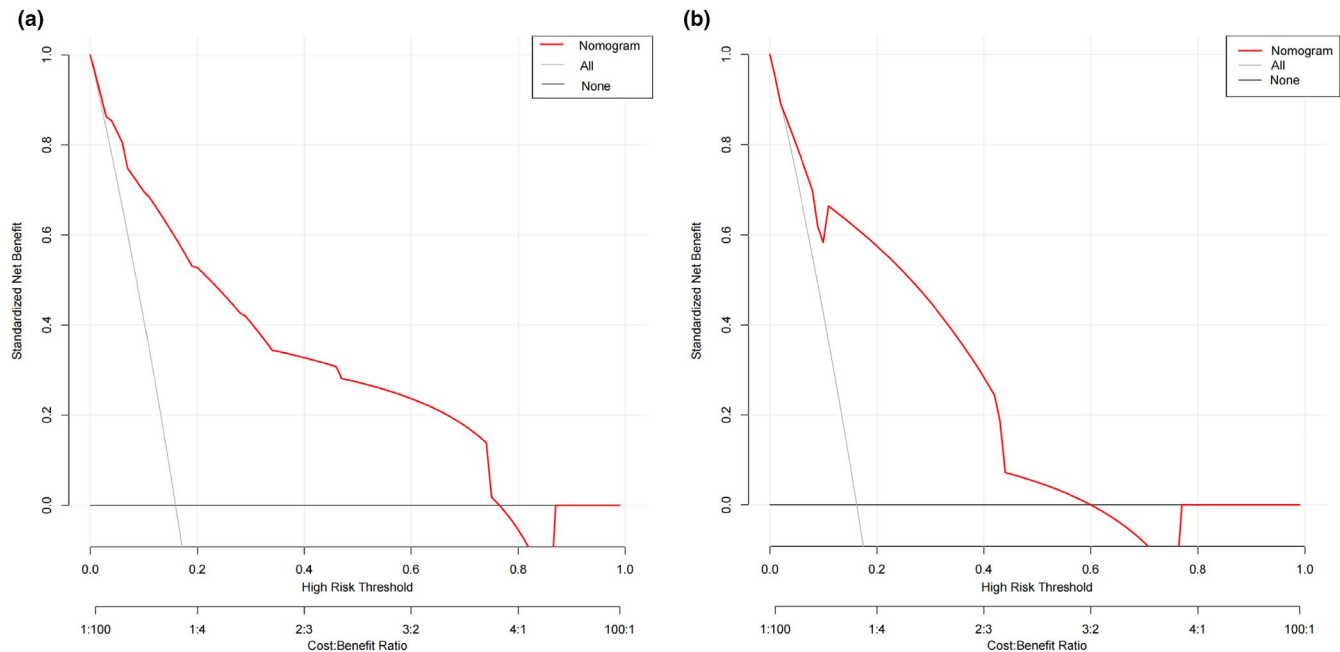 (a)
Nomogram
All
None
Standardized Net Benefit
1.0
0.8
0.6
0.4
0.2
0.0
0.0 0.2 0.4 0.6 0.8 1.0
High Risk Threshold
1:100 1:4 2:3 3:2 4:1 100:1
Cost:Benefit Ratio
(b)
Nomogram
All
None
Standardized Net Benefit
1.0
0.8
0.6
0.4
0.2
0.0
0.0 0.2 0.4 0.6 0.8 1.0
High Risk Threshold
1:100 1:4 2:3 3:2 4:1 100:1
Cost:Benefit Ratio